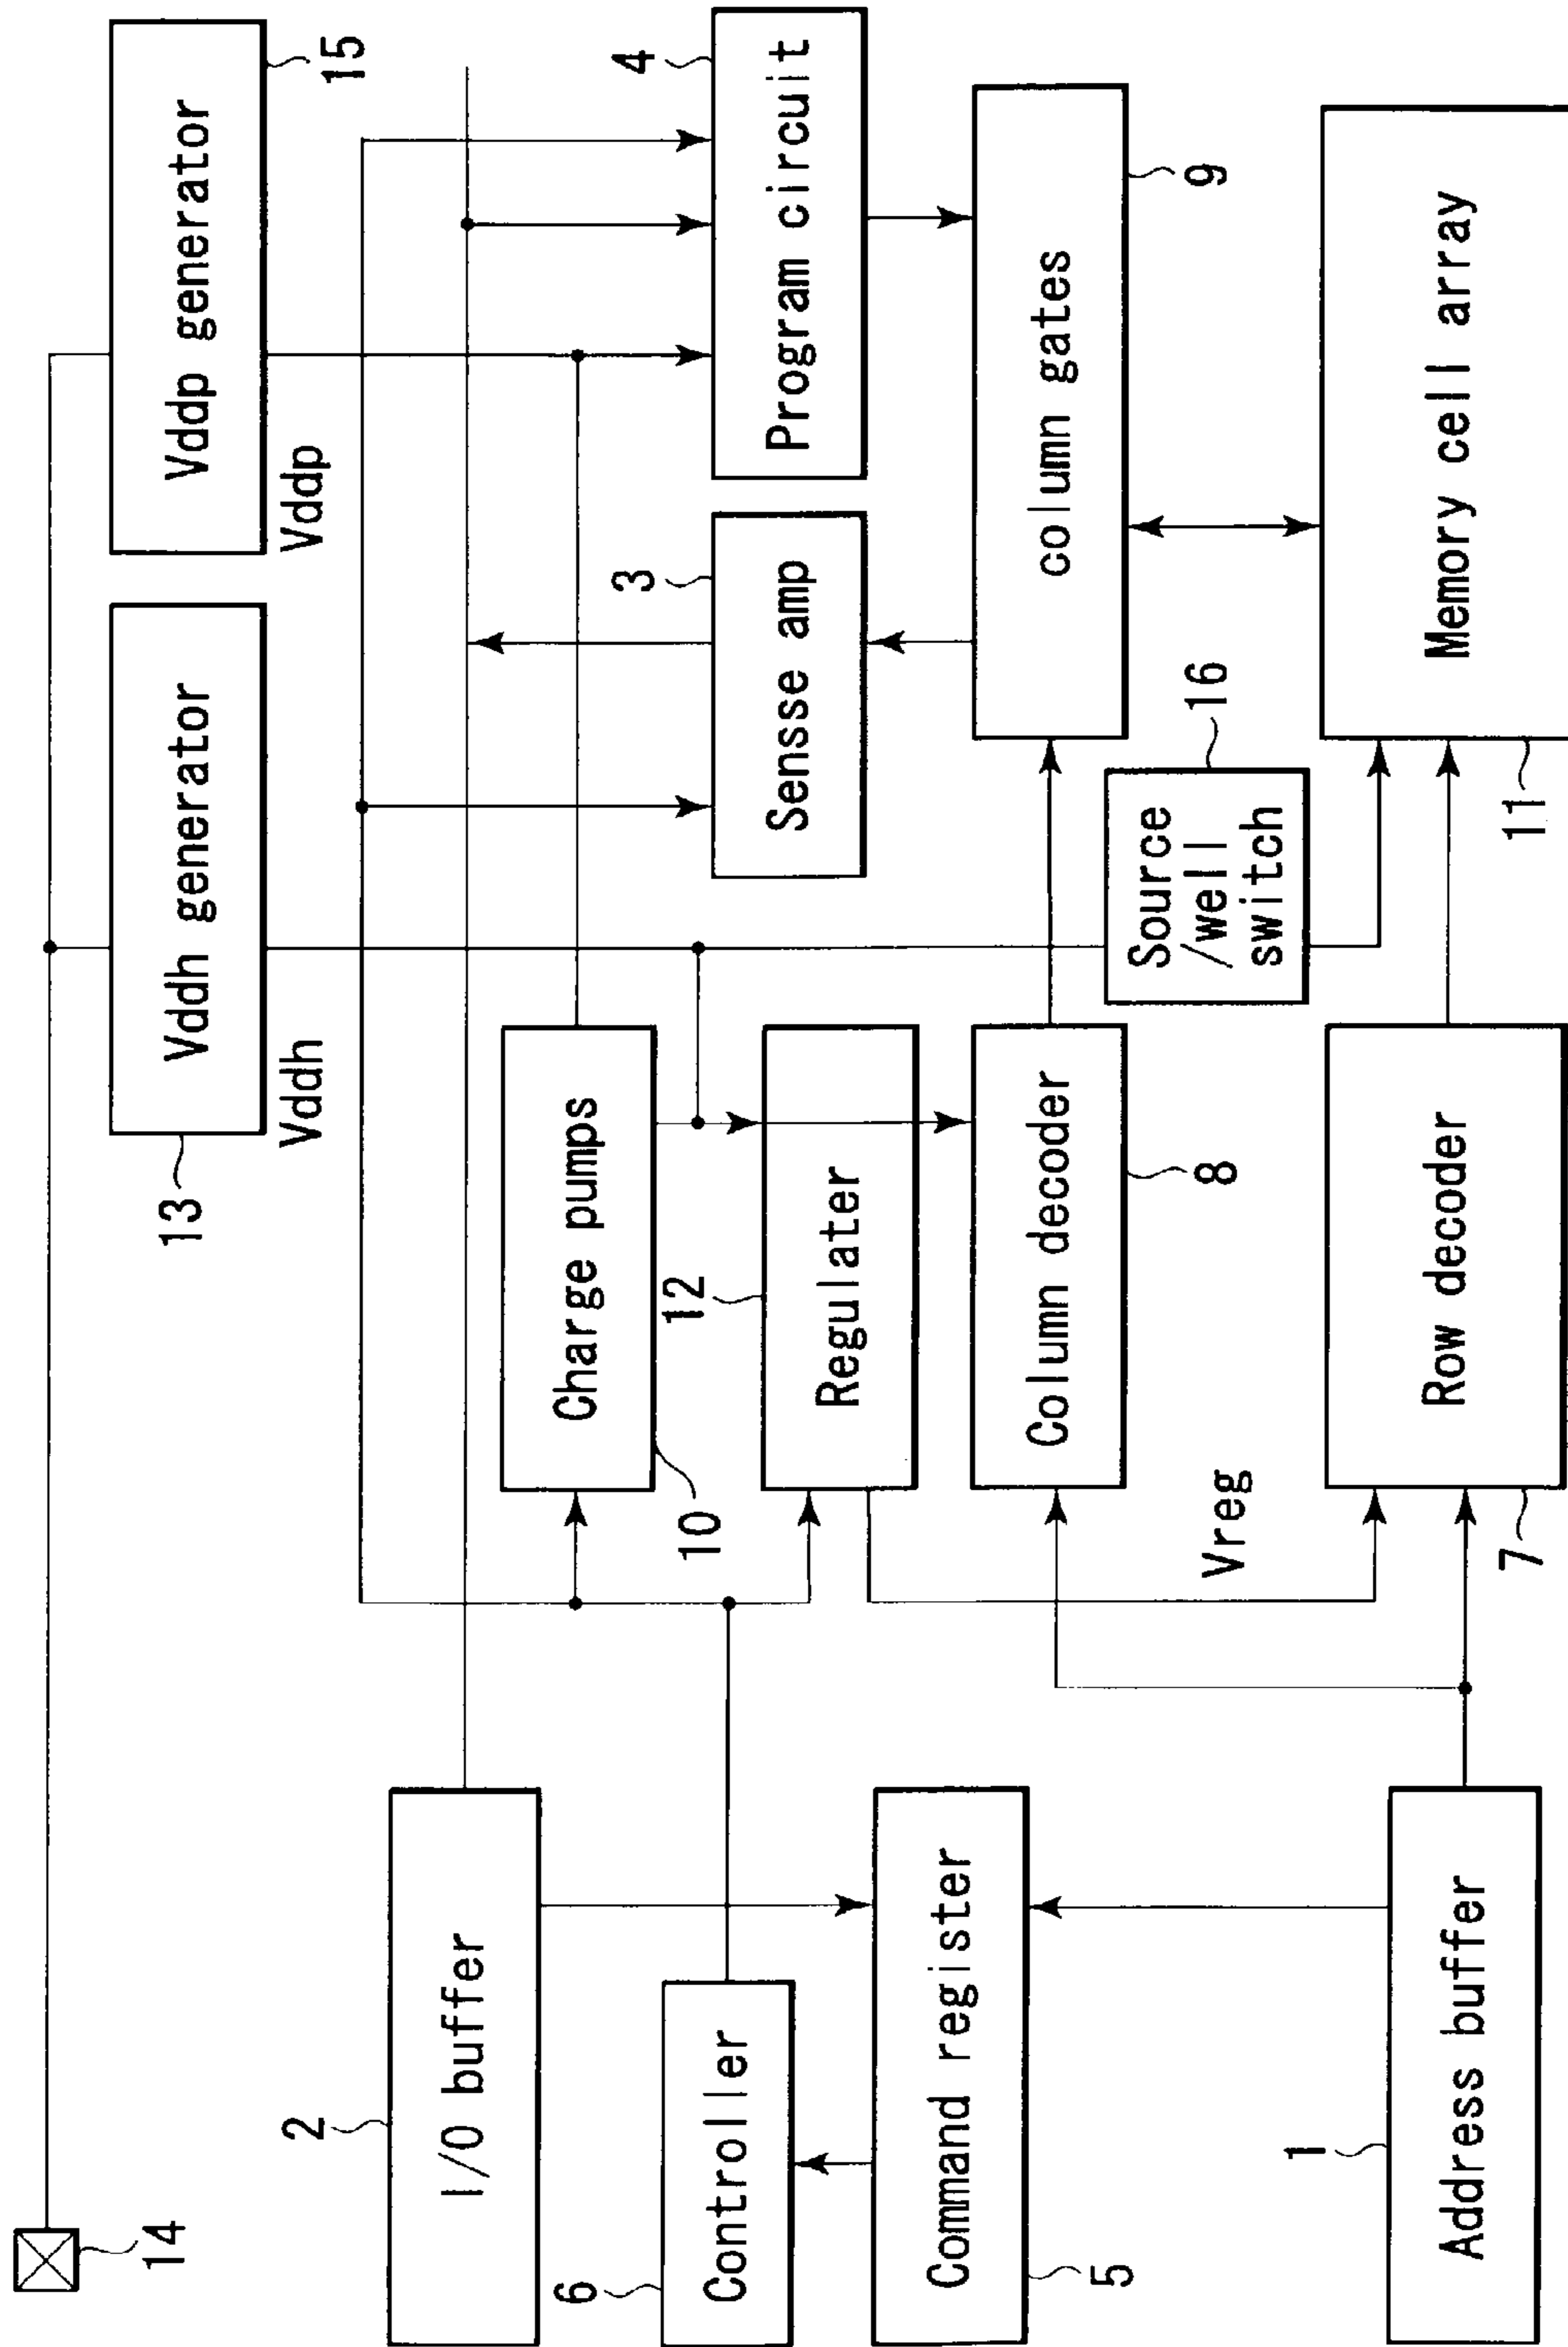 14
13
Vddh generator
Vddh
15
Vddp generator
Vddp
2
I/O buffer
6
Controller
Command register
5
1
Address buffer
Charge pumps
10
12
Regulater
Column decoder
8
Vreg
Row decoder
7
3
Sensse amp
4
Program circuit
column gates
9
Source
/well
switch
16
Memory cell array
11